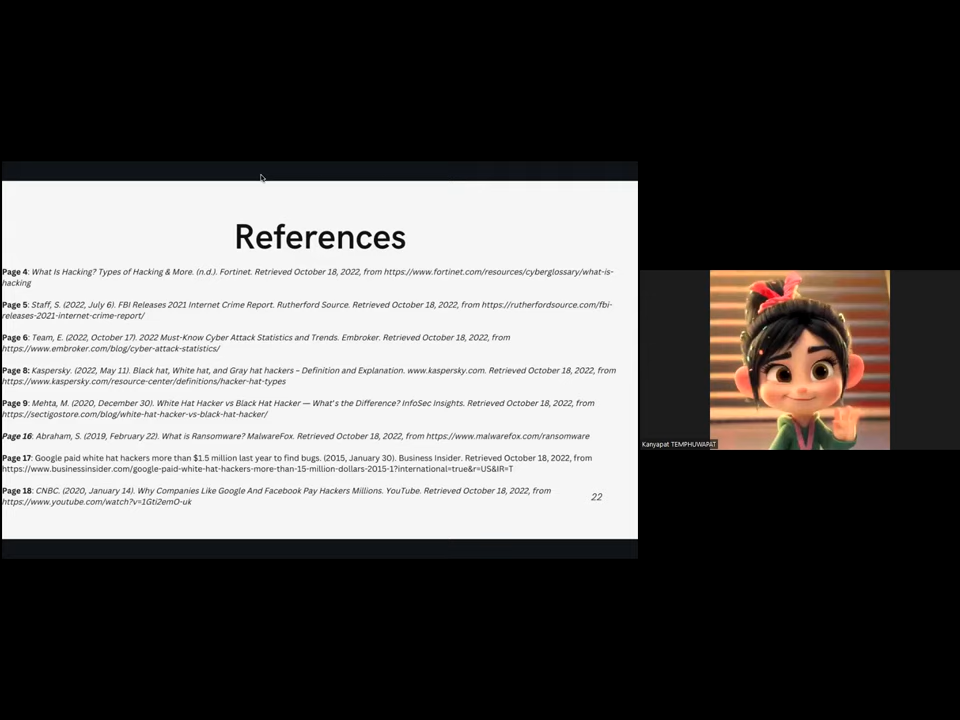 References
Page 4: What Is Hacking? Types of Hacking & More. (n.d.). Fortinet. Retrieved October 18, 2022, from https://www.fortinet.com/resources/cyberglossary/what-is-
hacking
Page 5: Staff, S. (2022, July 6). FBI Releases 2021 Internet Crime Report. Rutherford Source. Retrieved October 18, 2022, from https://rutherfordsource.com/fbi-
releases-2021-internet-crime-report/
Page 6: Team, E. (2022, October 17). 2022 Must-Know Cyber Attack Statistics and Trends. Embroker. Retrieved October 18, 2022, from
https://www.embroker.com/blog/cyber-attack-statistics/
Page 8: Kaspersky. (2022, May 11). Black hat, White hat, and Gray hat hackers – Definition and Explanation. www.kaspersky.com. Retrieved October 18, 2022, from
https://www.kaspersky.com/resource-center/definitions/hacker-hat-types
Page 9: Mehta, M. (2020, December 30). White Hat Hacker vs Black Hat Hacker — What's the Difference? InfoSec Insights. Retrieved October 18, 2022, from
https://sectigostore.com/blog/white-hat-hacker-vs-black-hat-hacker/
Page 16: Abraham, S. (2019, February 22). What is Ransomware? MalwareFox. Retrieved October 18, 2022, from https://www.malwarefox.com/ransomware
Page 17: Google paid white hat hackers more than $1.5 million last year to find bugs. (2015, January 30). Business Insider. Retrieved October 18, 2022, from
https://www.businessinsider.com/google-paid-white-hat-hackers-more-than-15-million-dollars-2015-1?international=true&r=US&IR=T
Page 18: CNBC. (2020, January 14). Why Companies Like Google And Facebook Pay Hackers Millions. YouTube. Retrieved October 18, 2022, from
https://www.youtube.com/watch?v=1Gti2emO-uk
22
Kanyapat TEMPHUWAPAT